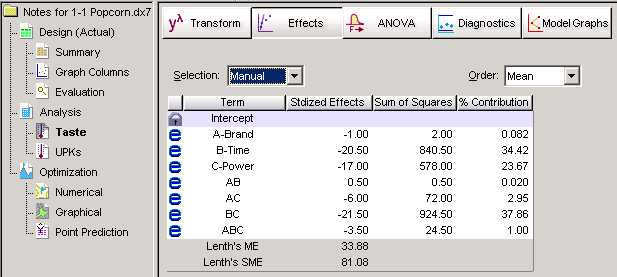 Notes for 1-1 Popcorn.dx7
Design (Actual)
Summary
Graph Columns
Evaluation
Analysis
Taste
UPKs
Optimization
Numerical
Graphical
Point Prediction
yλ Transform Effects F ANOVA Diagnostics Model Graphs
Selection: Manual Order: Mean
Term Stdized Effects Sum of Squares % Contribution
Intercept
e A-Brand -1.00 2.00 0.082
e B-Time -20.50 840.50 34.42
e C-Power -17.00 578.00 23.67
e AB 0.50 0.50 0.020
e AC -6.00 72.00 2.95
e BC -21.50 924.50 37.86
e ABC -3.50 24.50 1.00
Lenth's ME 33.88
Lenth's SME 81.08